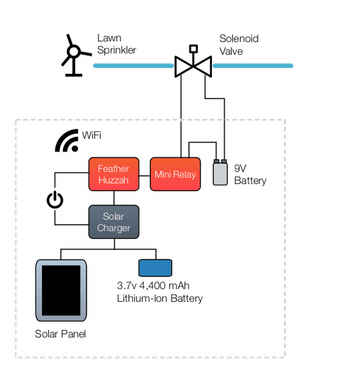 Lawn
Sprinkler
Solenoid
Valve
WiFi
Feather
Huzzah
Mini Relay
9V
Battery
Solar
Charger
3.7v 4,400 mAh
Lithium-Ion Battery
Solar Panel